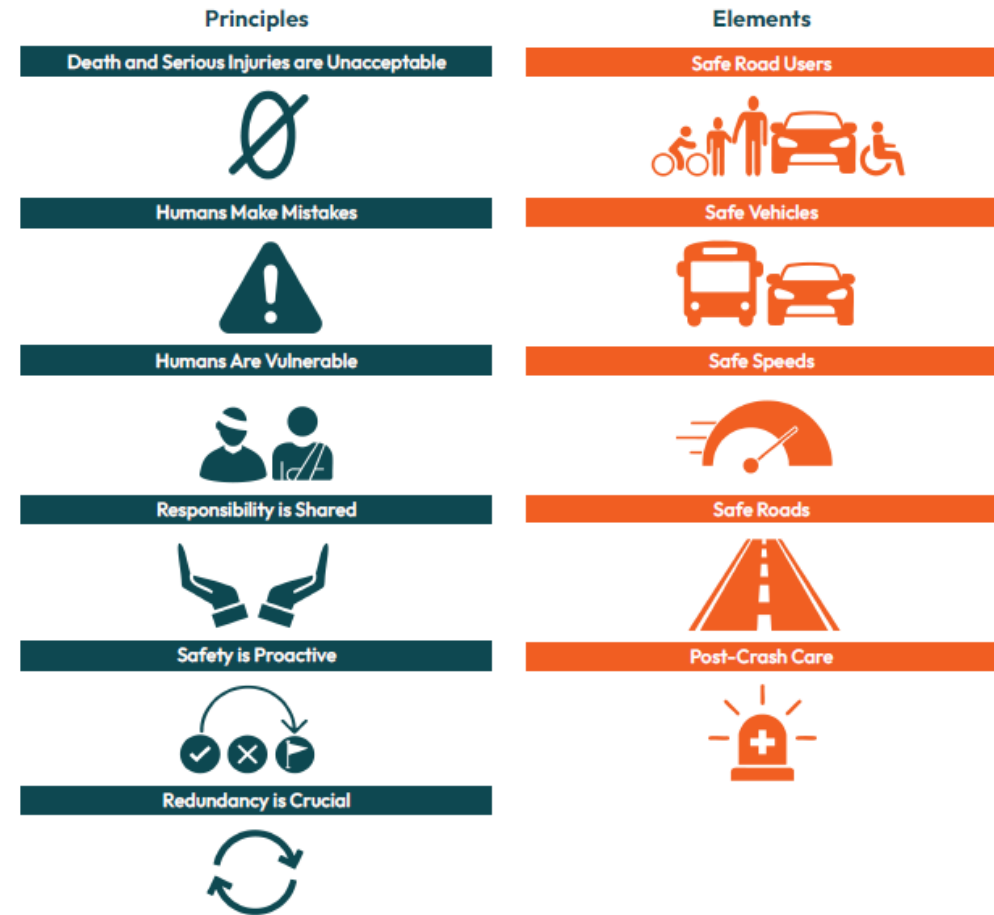 Principles
Death and Serious Injuries are Unacceptable
Humans Make Mistakes
Humans Are Vulnerable
Responsibility is Shared
Safety is Proactive
Redundancy is Crucial
Elements
Safe Road Users
Safe Vehicles
Safe Speeds
Safe Roads
Post-Crash Care